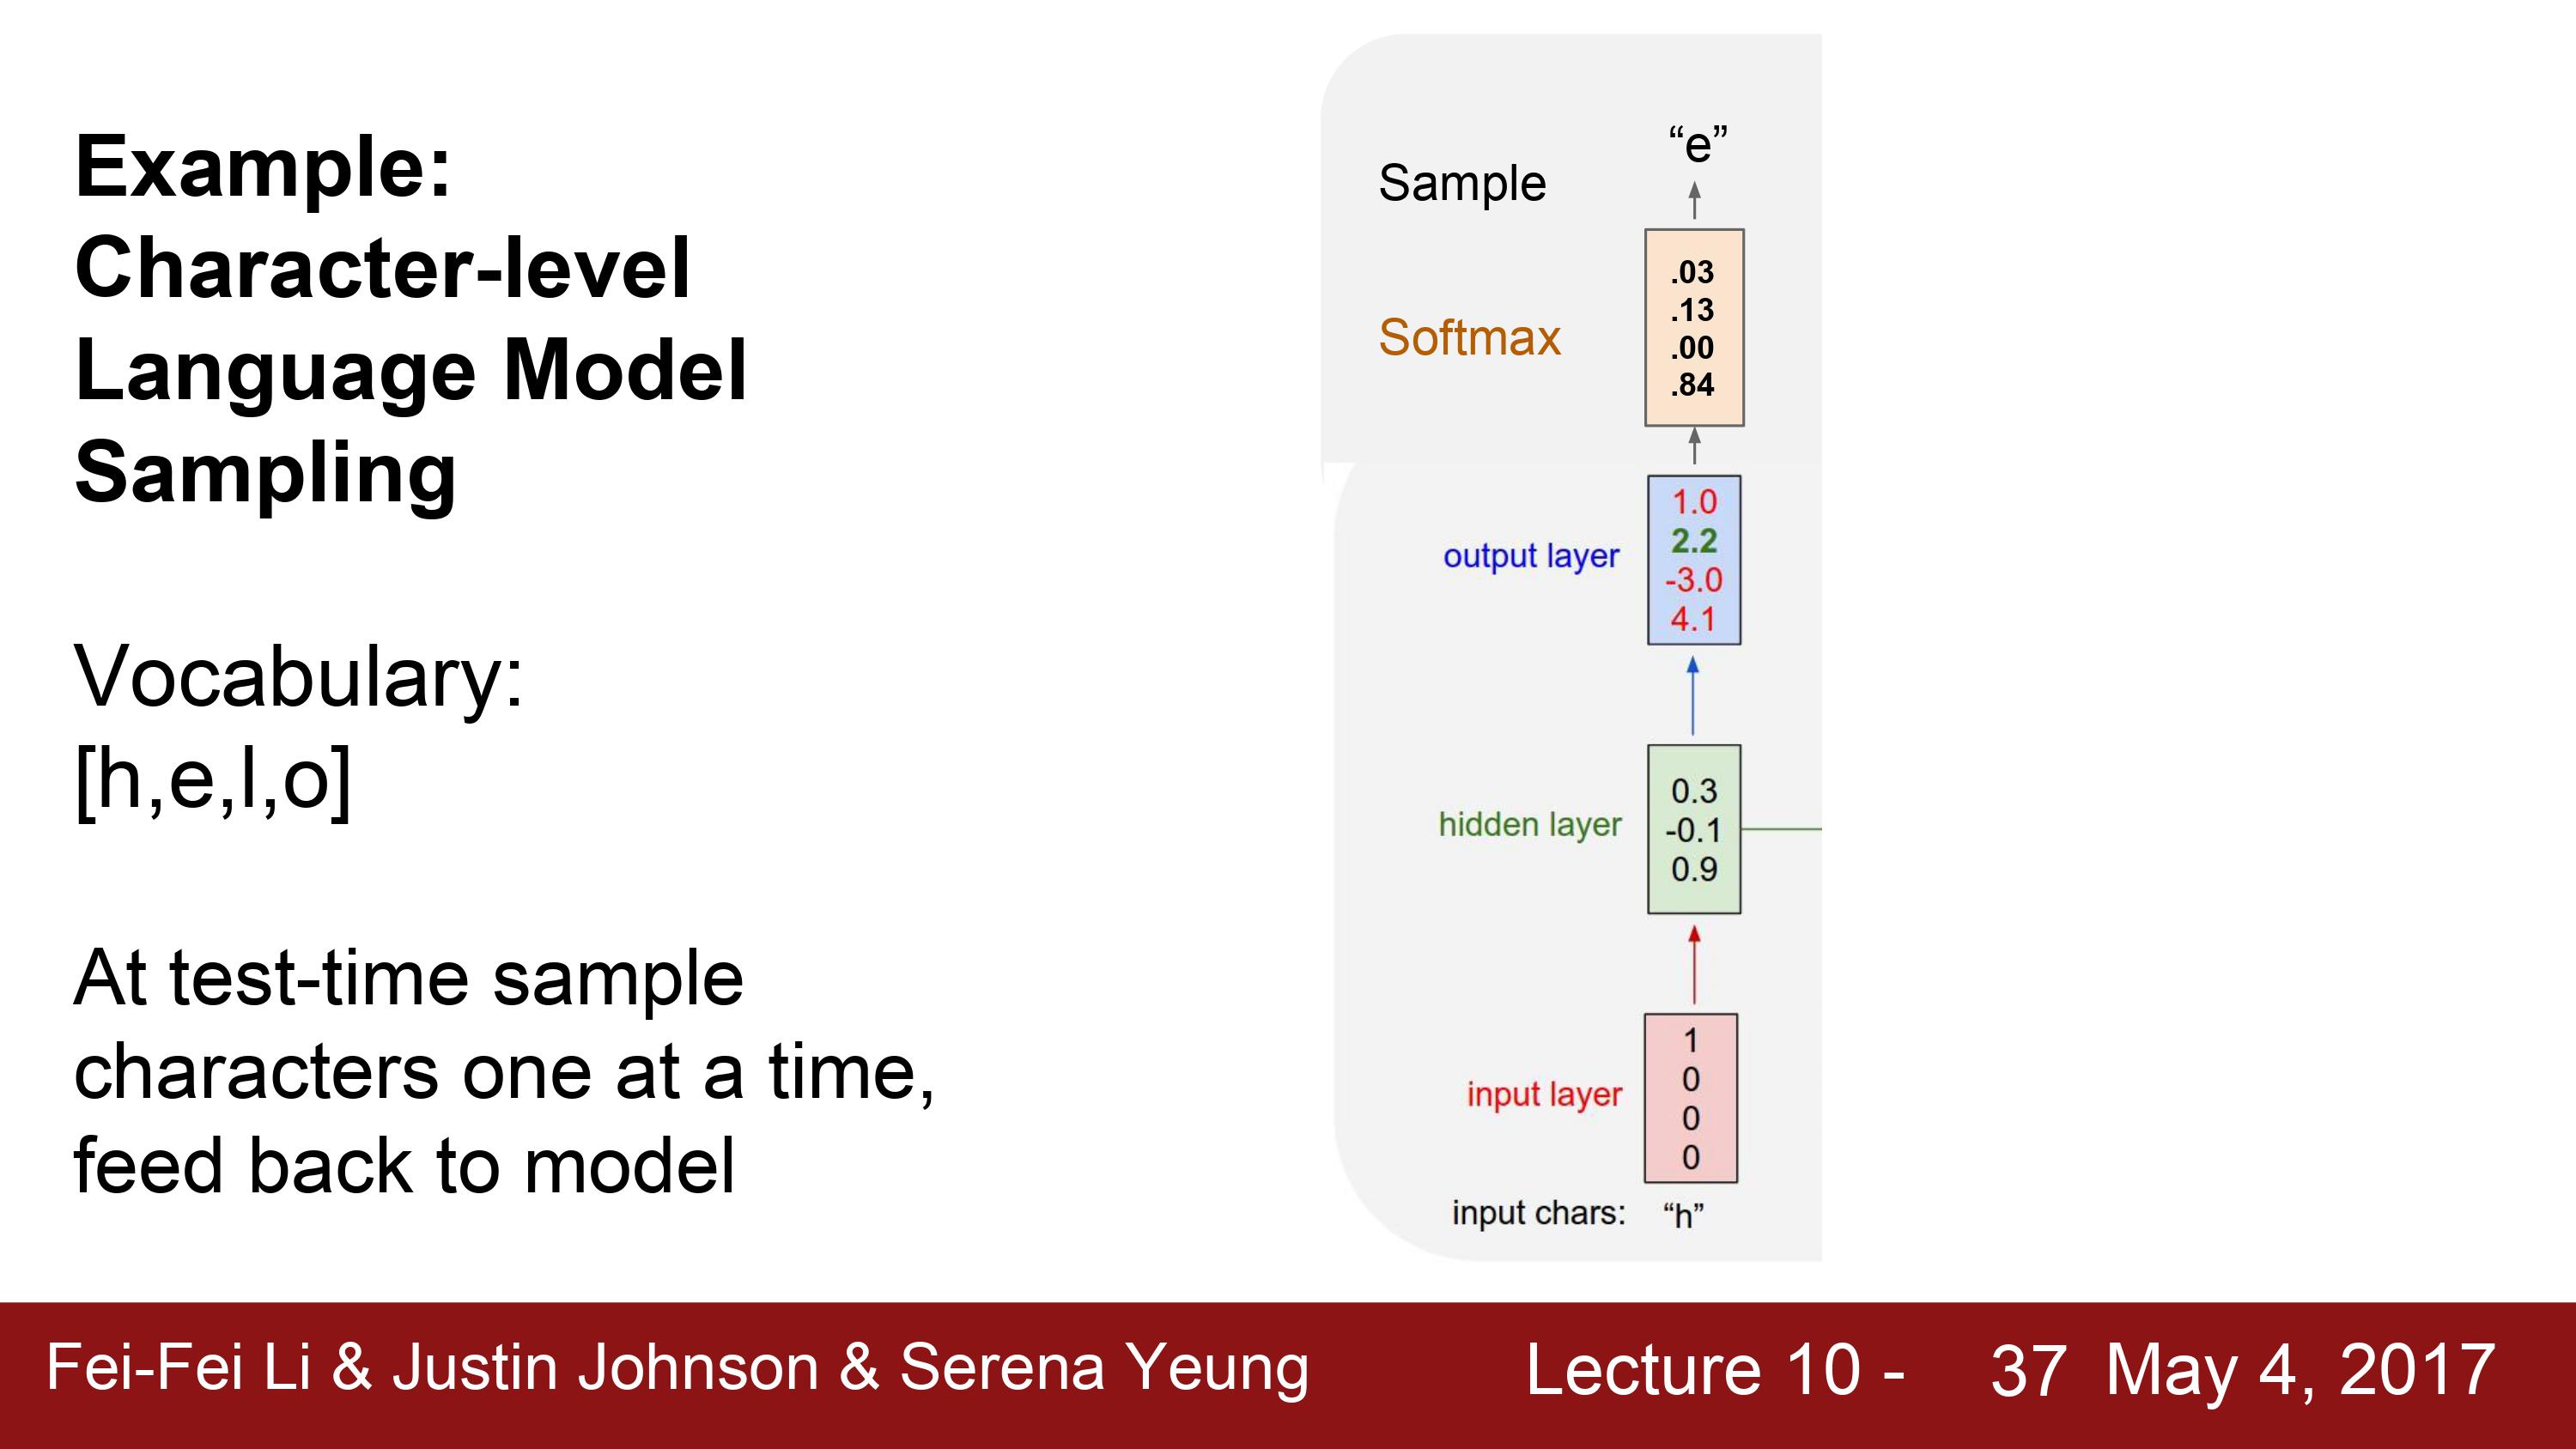 Example:
Character-level
Language Model
Sampling
Vocabulary:
[h,e,l,o]
At test-time sample
characters one at a time,
feed back to model
“e”
Sample
.03
.13
.00
.84
Softmax
1.0
2.2
-3.0
4.1
output layer
0.3
-0.1
0.9
hidden layer
1
0
0
0
input layer
input chars: “h”
Fei-Fei Li & Justin Johnson & Serena Yeung Lecture 10 - 37 May 4, 2017